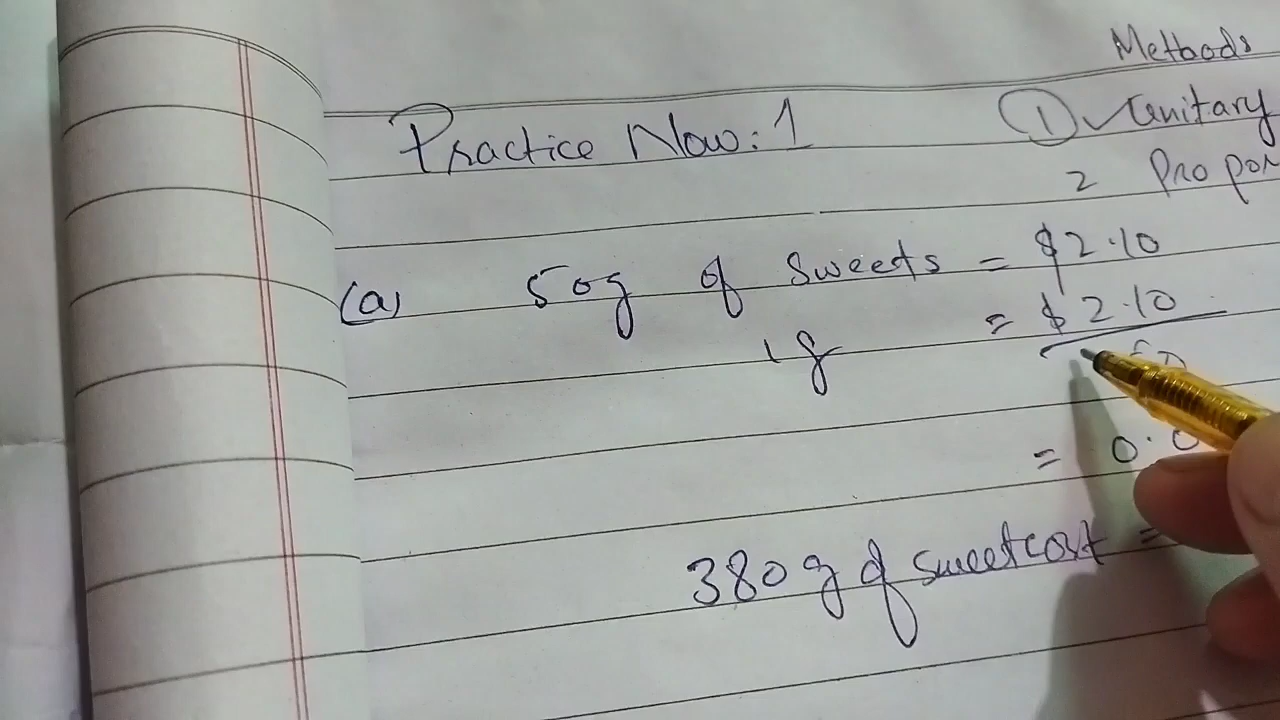 Methods
Practice Now: 1
① ✓ Unitary
2 Propor
(a) 50g of Sweets = $2.10
1g = $2.10
50
= 0.0
380g of sweet cost =